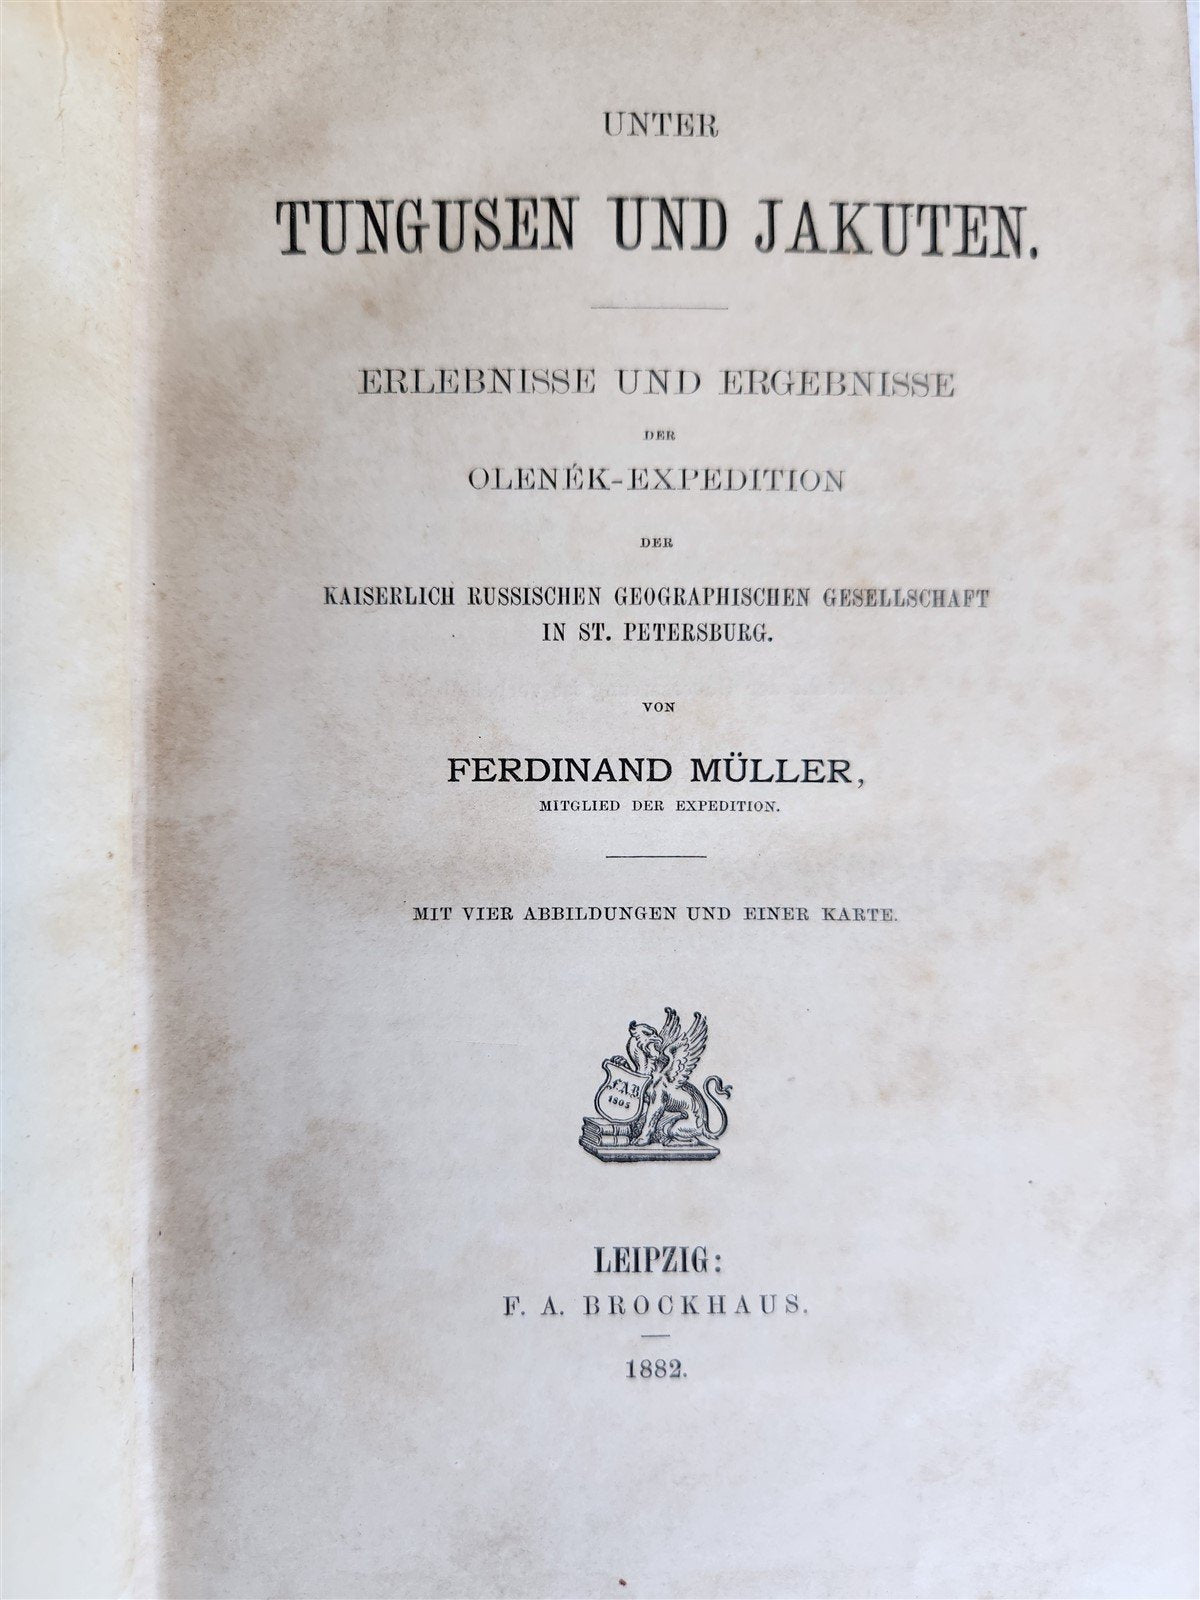 UNTER
TUNGUSEN UND JAKUTEN.
ERLEBNISSE UND ERGEBNISSE
DER
OLENÉK-EXPEDITION
DER
KAISERLICH RUSSISCHEN GEOGRAPHISCHEN GESELLSCHAFT
IN ST. PETERSBURG.
VON
FERDINAND MÜLLER,
MITGLIED DER EXPEDITION.
MIT VIER ABBILDUNGEN UND EINER KARTE.
F.A.B.
1805
LEIPZIG:
F. A. BROCKHAUS.
1882.